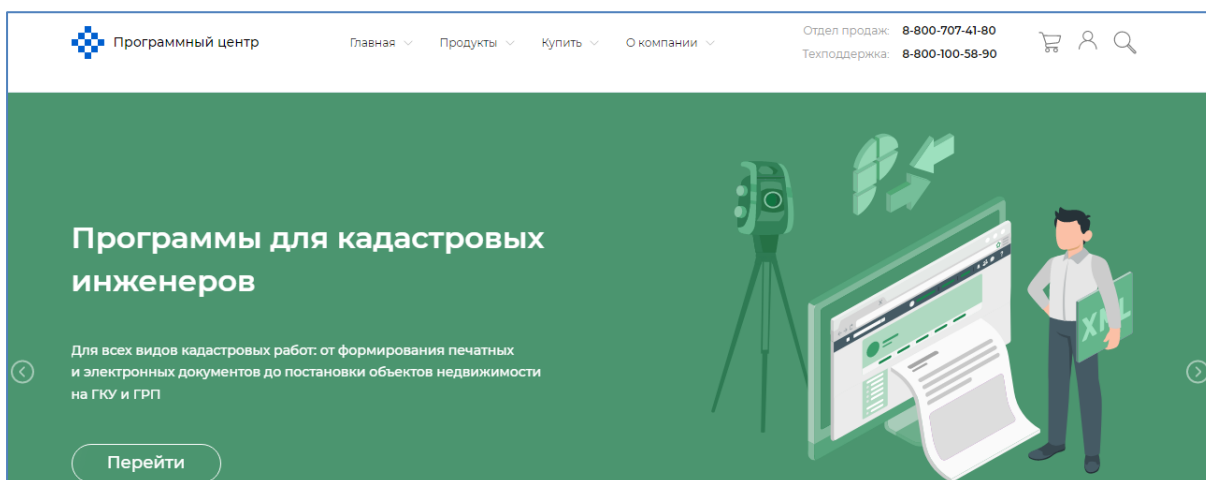 Программный центр
Главная
Продукты
Купить
О компании
Отдел продаж: 8-800-707-41-80
Техподдержка: 8-800-100-58-90
Программы для кадастровых
инженеров
Для всех видов кадастровых работ: от формирования печатных
и электронных документов до постановки объектов недвижимости
на ГКУ и ГРП
Перейти
XML